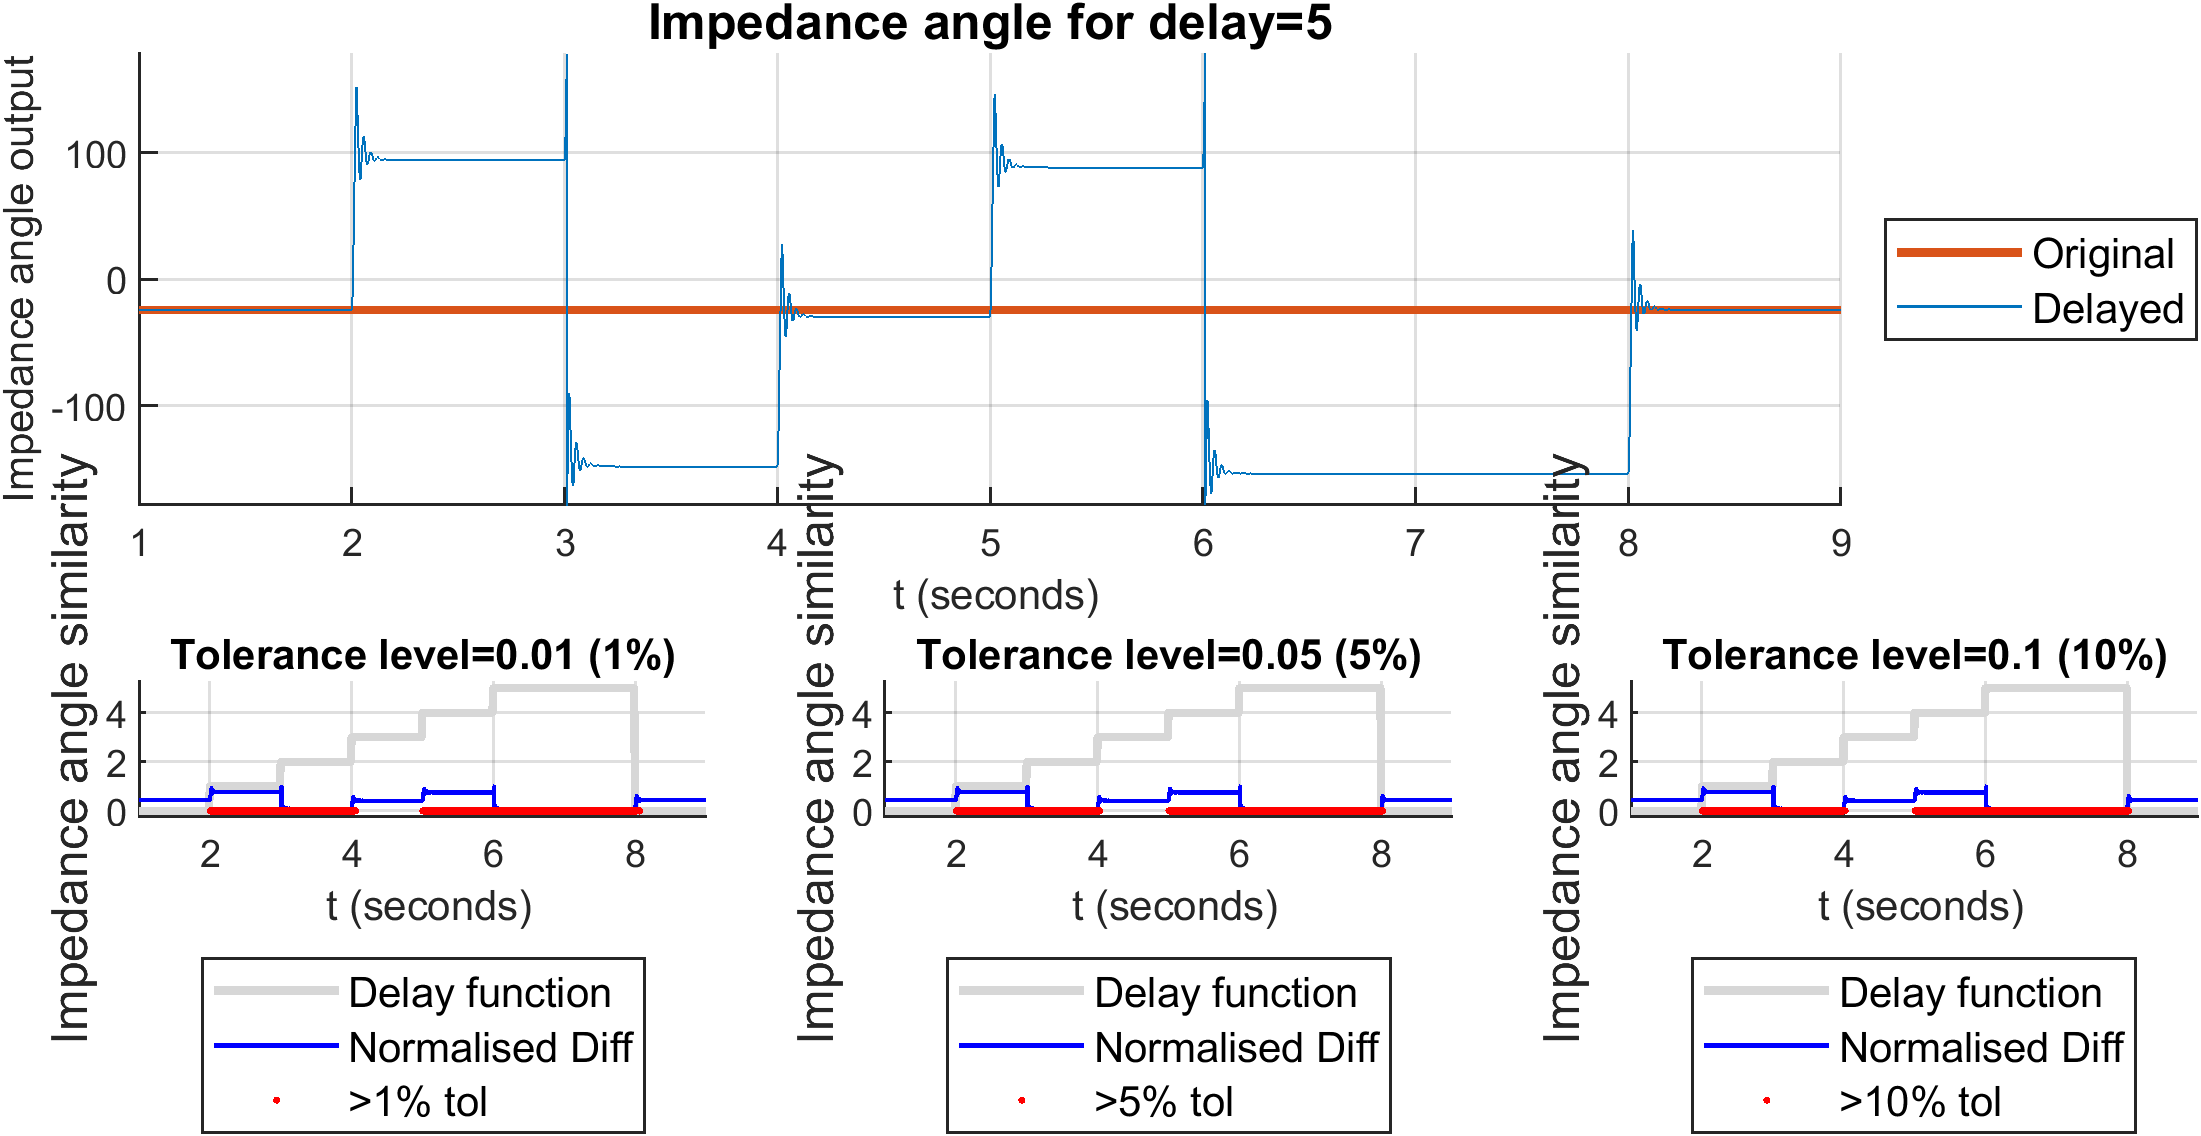 Impedance angle for delay=5
Impedance angle output
100
0
-100
1 2 3 4 5 6 7 8 9
t (seconds)
Original
Delayed
Tolerance level=0.01 (1%)
Impedance angle similarity
4
2
0
2 4 6 8
t (seconds)
Delay function
Normalised Diff
>1% tol
Tolerance level=0.05 (5%)
Impedance angle similarity
4
2
0
2 4 6 8
t (seconds)
Delay function
Normalised Diff
>5% tol
Tolerance level=0.1 (10%)
Impedance angle similarity
4
2
0
2 4 6 8
t (seconds)
Delay function
Normalised Diff
>10% tol